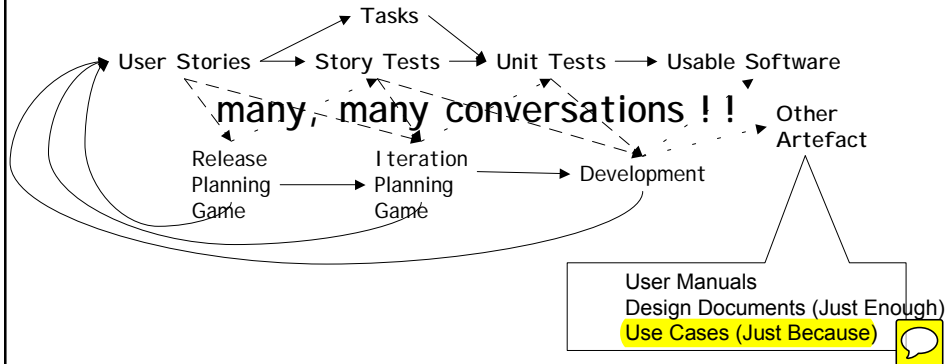 Tasks
User Stories Story Tests Unit Tests Usable Software
many, many conversations !!
Other
Artefact
Release
Planning
Game
Iteration
Planning
Game
Development
User Manuals
Design Documents (Just Enough)
Use Cases (Just Because)